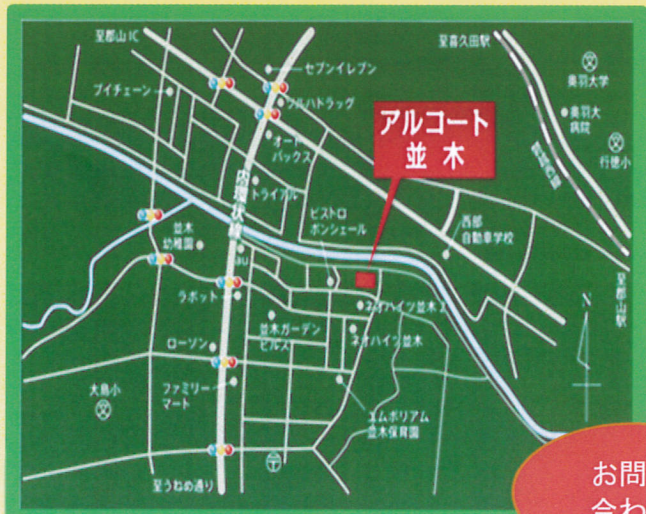 至郡山IC
至喜久田駅
セブンイレブン
ブイチェーン
ツルハドラッグ
奥羽大学
奥羽大
病院
行徳小
アルコート
並木
オート
バックス
トライアル
内環状線
ビストロ
ボンシェール
西部
自動車学校
並木
幼稚園
au
至郡山駅
N
ラボット
ネオハイツ並木
並木ガーデン
ヒルズ
ネオハイツ並木
ローソン
大島小
ファミリー
マート
エムポリアム
並木保育園
至うねめ通り
お問
合わ